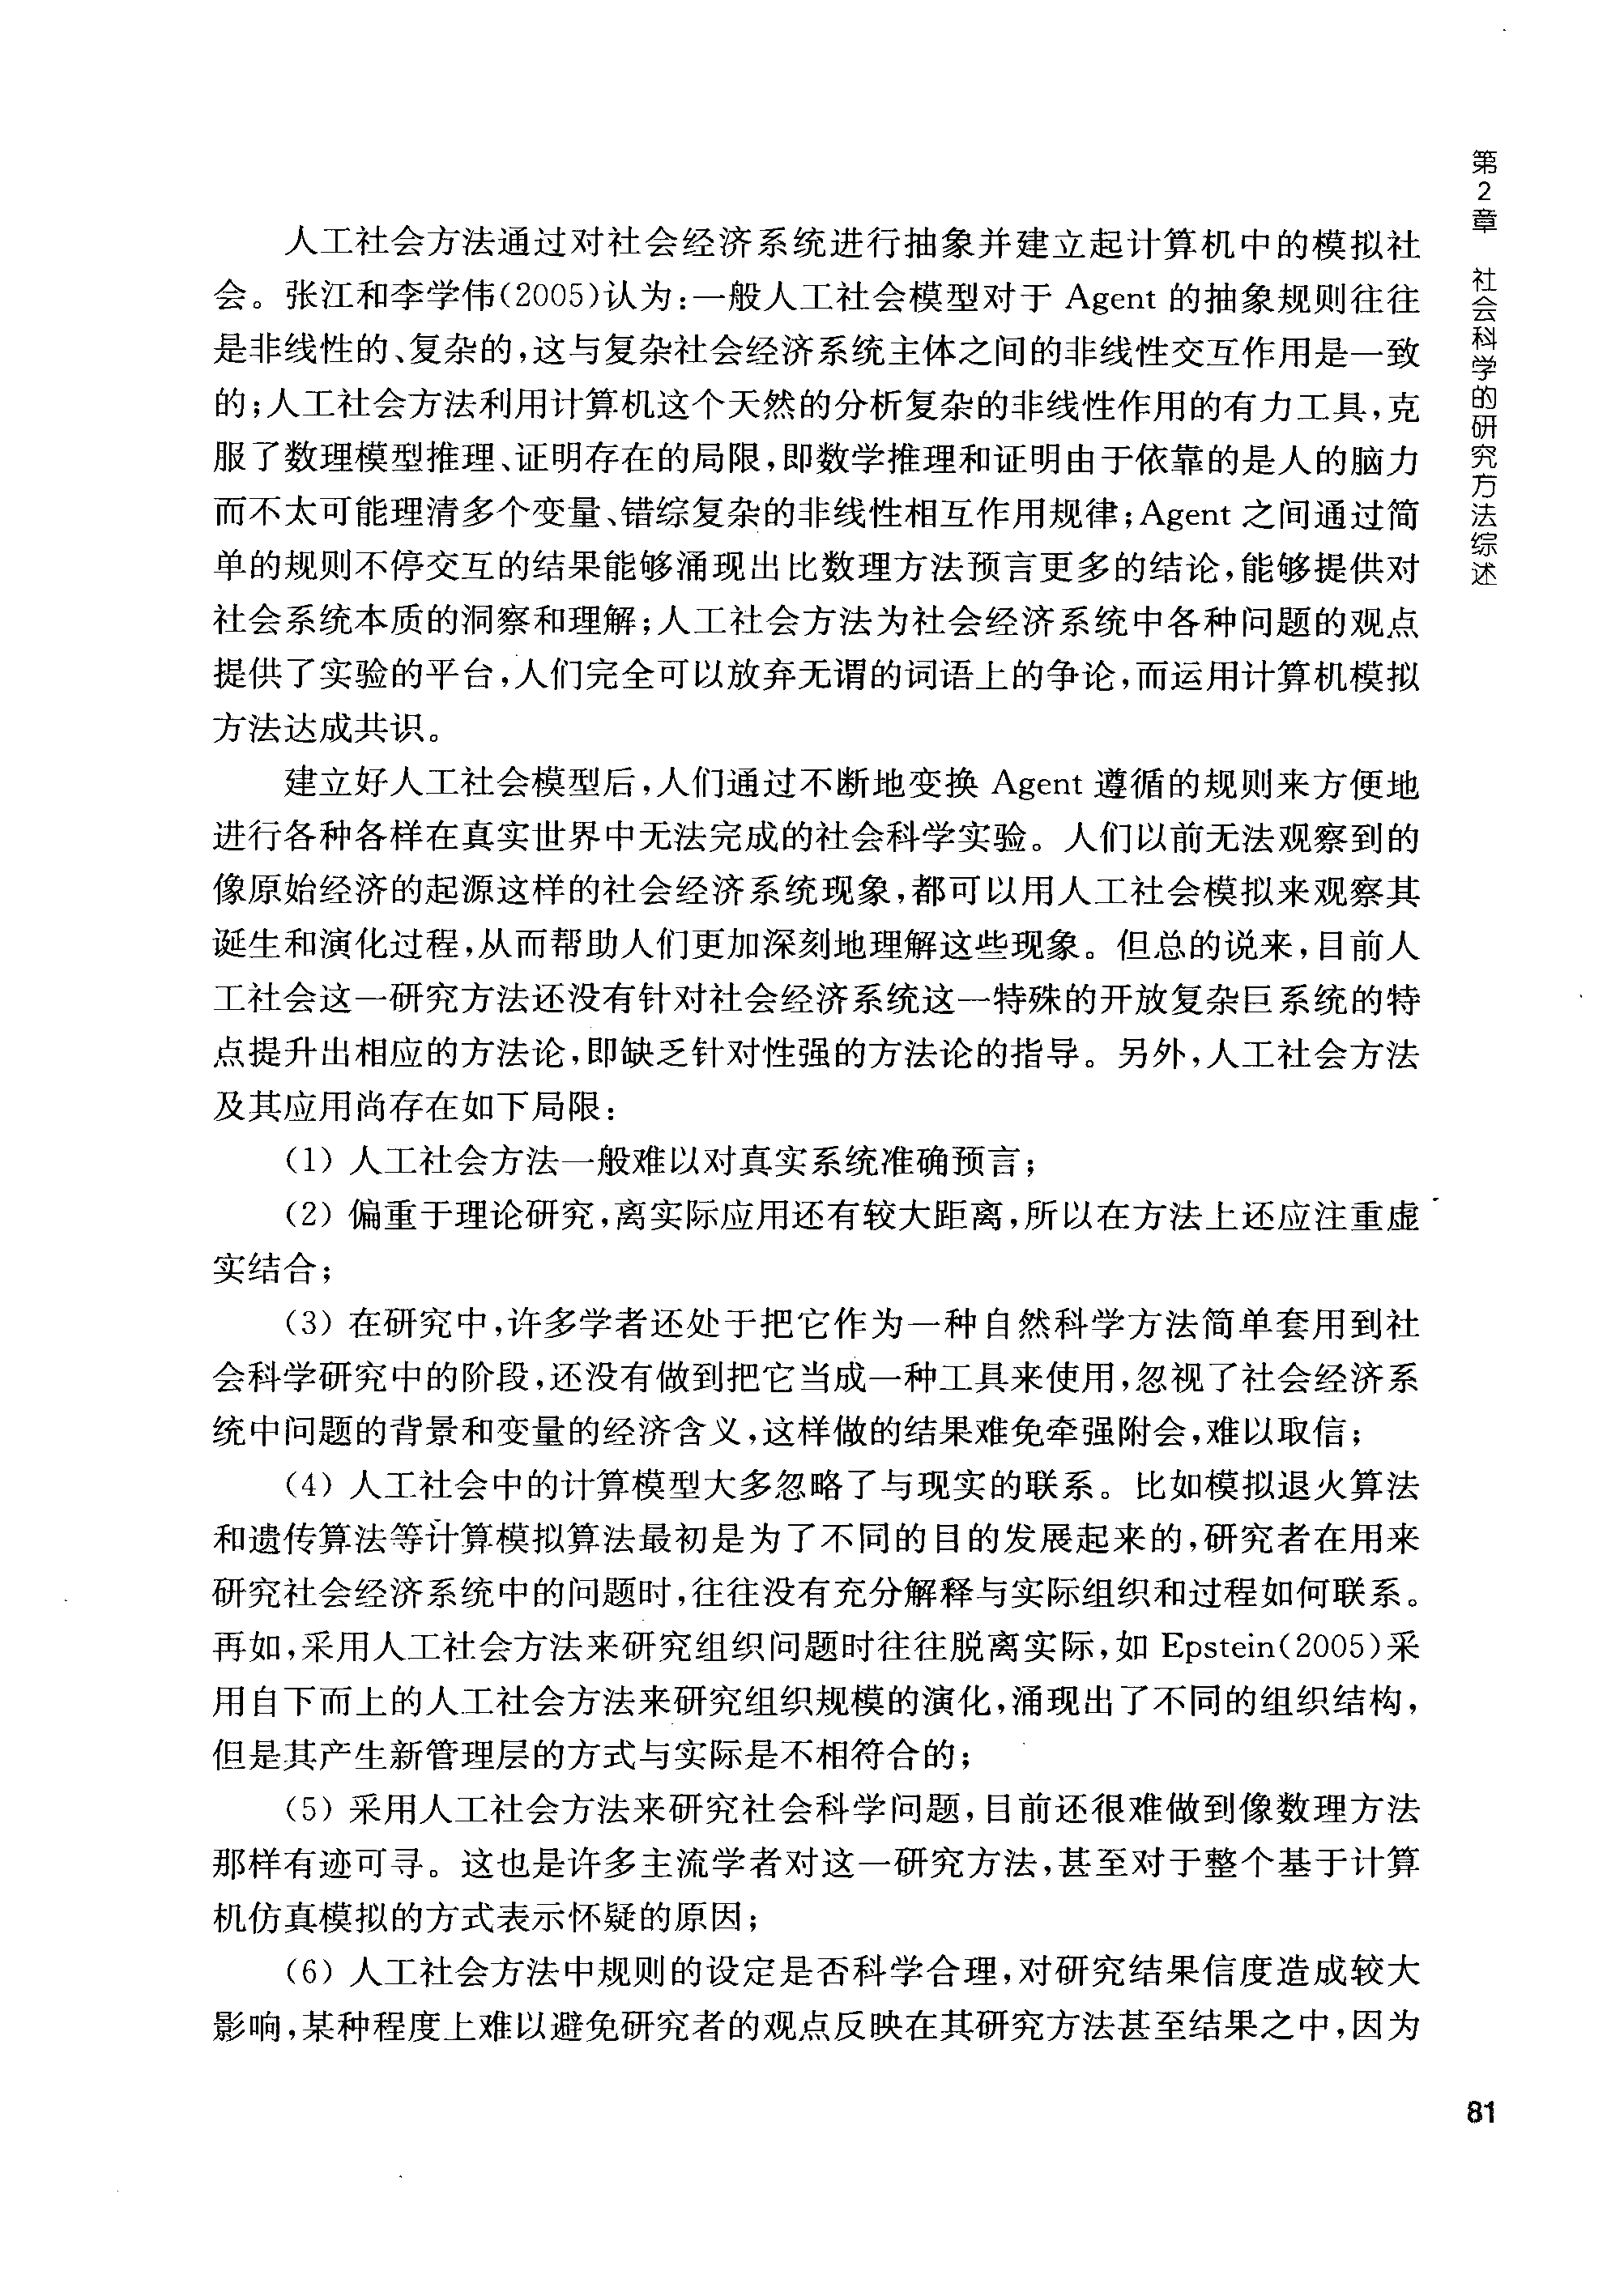 第2章 社会科学的研究方法综述
人工社会方法通过对社会经济系统进行抽象并建立起计算机中的模拟社
会。张江和李学伟(2005)认为:一般人工社会模型对于 Agent 的抽象规则往往
是非线性的、复杂的,这与复杂社会经济系统主体之间的非线性交互作用是一致
的;人工社会方法利用计算机这个天然的分析复杂的非线性作用的有力工具,克
服了数理模型推理、证明存在的局限,即数学推理和证明由于依靠的是人的脑力
而不太可能理清多个变量、错综复杂的非线性相互作用规律;Agent 之间通过简
单的规则不停交互的结果能够涌现出比数理方法预言更多的结论,能够提供对
社会系统本质的洞察和理解;人工社会方法为社会经济系统中各种问题的观点
提供了实验的平台,人们完全可以放弃无谓的词语上的争论,而运用计算机模拟
方法达成共识。
建立好人工社会模型后,人们通过不断地变换 Agent 遵循的规则来方便地
进行各种各样在真实世界中无法完成的社会科学实验。人们以前无法观察到的
像原始经济的起源这样的社会经济系统现象,都可以用人工社会模拟来观察其
诞生和演化过程,从而帮助人们更加深刻地理解这些现象。但总的说来,目前人
工社会这一研究方法还没有针对社会经济系统这一特殊的开放复杂巨系统的特
点提升出相应的方法论,即缺乏针对性强的方法论的指导。另外,人工社会方法
及其应用尚存在如下局限:
(1) 人工社会方法一般难以对真实系统准确预言;
(2) 偏重于理论研究,离实际应用还有较大距离,所以在方法上还应注重虚
实结合;
(3) 在研究中,许多学者还处于把它作为一种自然科学方法简单套用到社
会科学研究中的阶段,还没有做到把它当成一种工具来使用,忽视了社会经济系
统中问题的背景和变量的经济含义,这样做的结果难免牵强附会,难以取信;
(4) 人工社会中的计算模型大多忽略了与现实的联系。比如模拟退火算法
和遗传算法等计算模拟算法最初是为了不同的目的发展起来的,研究者在用来
研究社会经济系统中的问题时,往往没有充分解释与实际组织和过程如何联系。
再如,采用人工社会方法来研究组织问题时往往脱离实际,如 Epstein(2005)采
用自下而上的人工社会方法来研究组织规模的演化,涌现出了不同的组织结构,
但是其产生新管理层的方式与实际是不相符合的;
(5) 采用人工社会方法来研究社会科学问题,目前还很难做到像数理方法
那样有迹可寻。这也是许多主流学者对这一研究方法,甚至对于整个基于计算
机仿真模拟的方式表示怀疑的原因;
(6) 人工社会方法中规则的设定是否科学合理,对研究结果信度造成较大
影响,某种程度上难以避免研究者的观点反映在其研究方法甚至结果之中,因为
81